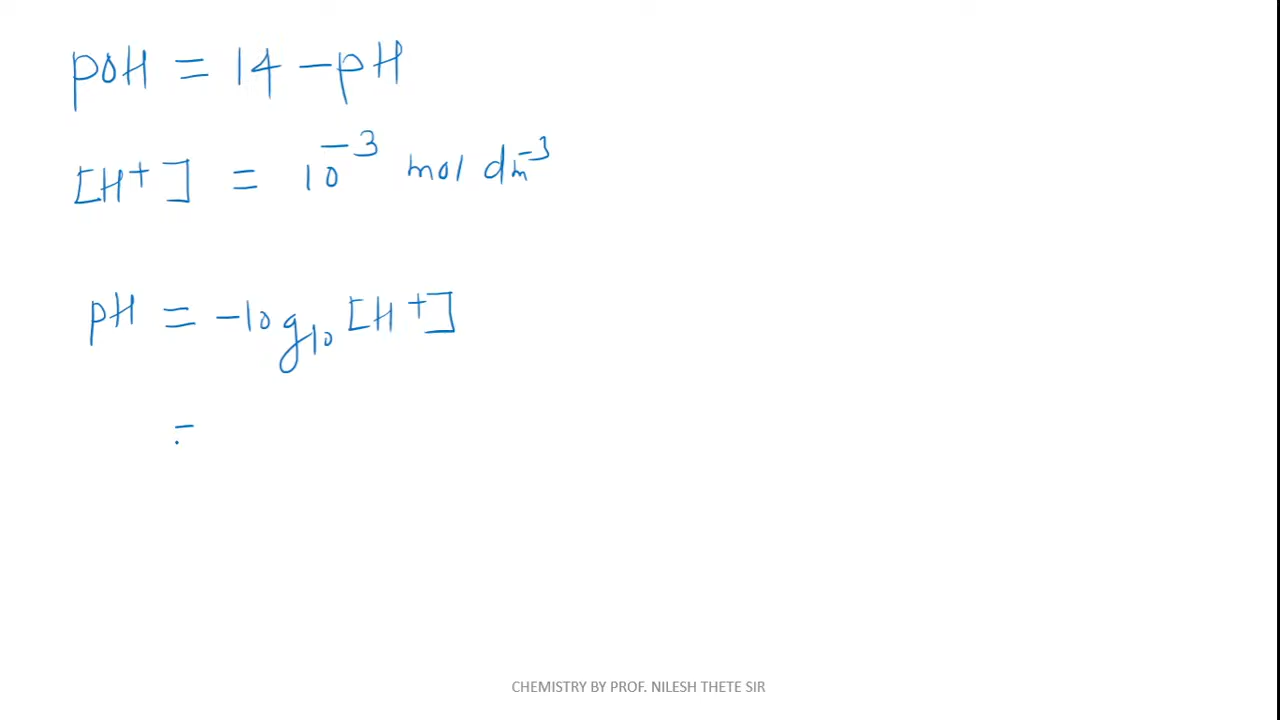 pOH = 14 - pH
[H+] = 10⁻³ mol dm⁻³
pH = -log₁₀ [H+]
=
CHEMISTRY BY PROF. NILESH THETE SIR